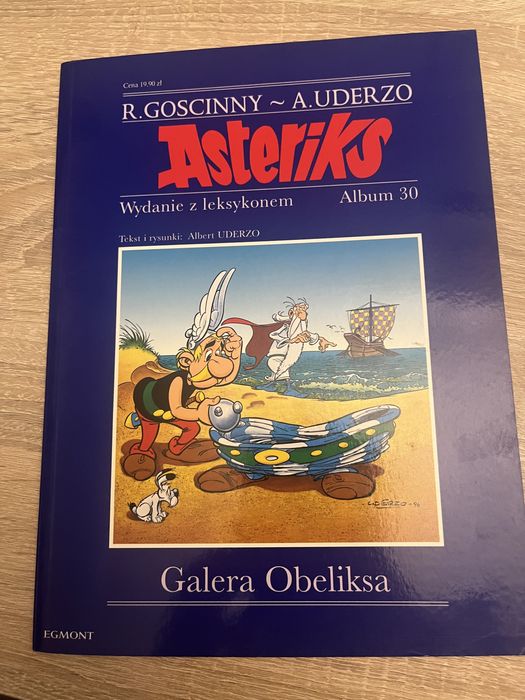 Cena 19,90 zł
R.GOSCINNY ~ A.UDERZO
Asteriks
Wydanie z leksykonem Album 30
Tekst i rysunki: Albert UDERZO
UDERZO-96
Galera Obeliksa
EGMONT